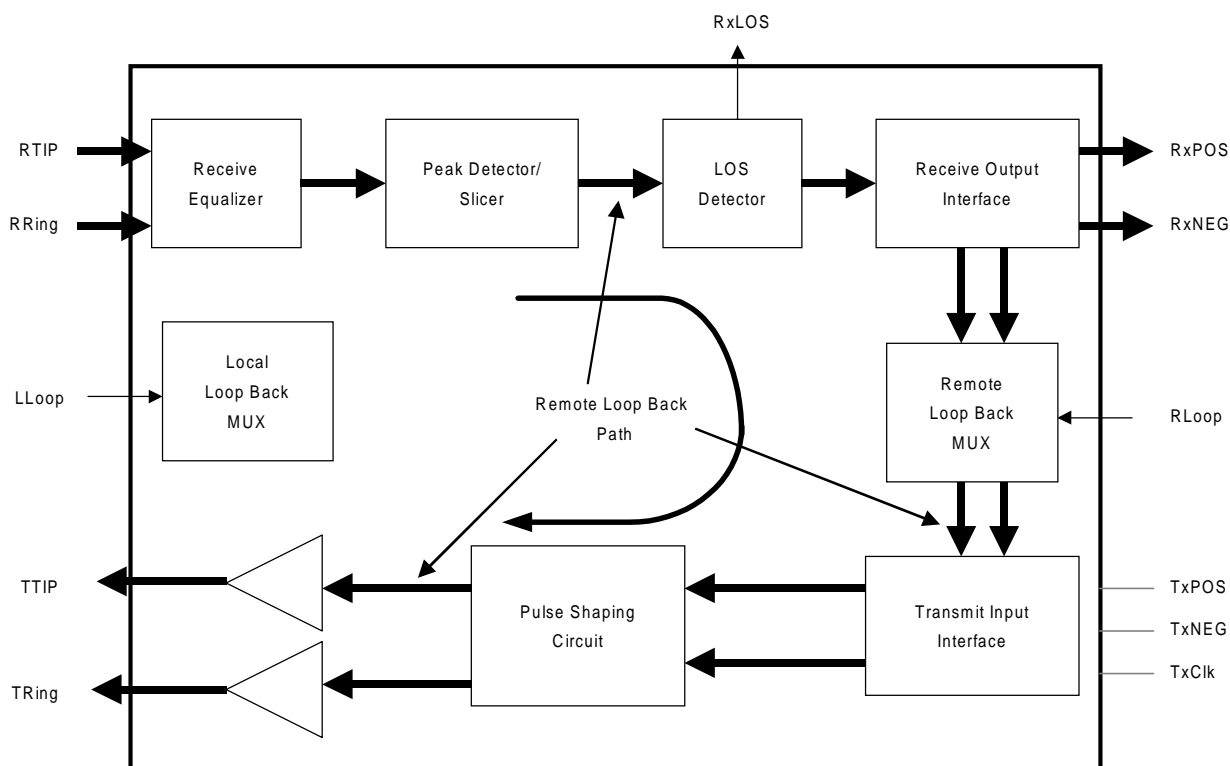 RxLOS
RTIP
RRing
Receive
Equalizer
Peak Detector/
Slicer
LOS
Detector
Receive Output
Interface
RxPOS
RxNEG
LLoop
Local
Loop Back
MUX
Remote Loop Back
Path
Remote
Loop Back
MUX
RLoop
TTIP
TRing
Pulse Shaping
Circuit
Transmit Input
Interface
TxPOS
TxNEG
TxClk